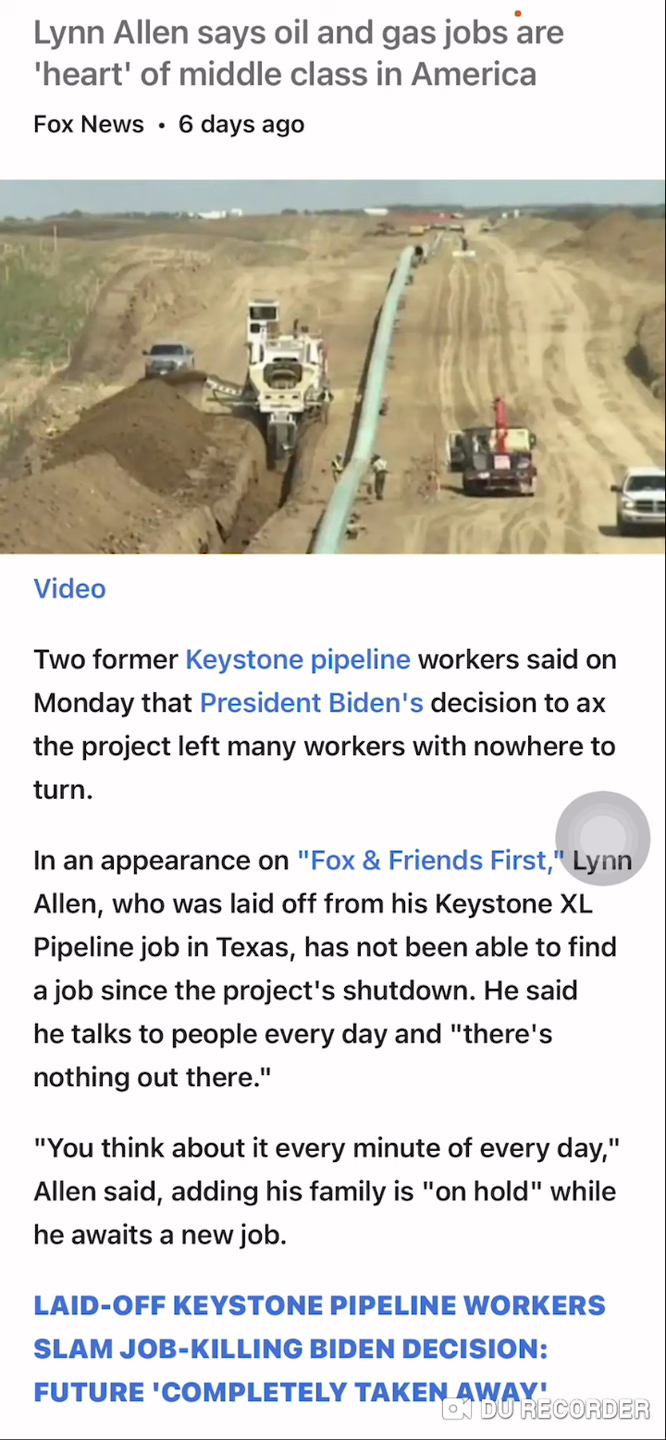 Lynn Allen says oil and gas jobs are
'heart' of middle class in America
Fox News • 6 days ago
Video
Two former Keystone pipeline workers said on
Monday that President Biden's decision to ax
the project left many workers with nowhere to
turn.
In an appearance on "Fox & Friends First," Lynn
Allen, who was laid off from his Keystone XL
Pipeline job in Texas, has not been able to find
a job since the project's shutdown. He said
he talks to people every day and "there's
nothing out there."
"You think about it every minute of every day,"
Allen said, adding his family is "on hold" while
he awaits a new job.
LAID-OFF KEYSTONE PIPELINE WORKERS
SLAM JOB-KILLING BIDEN DECISION:
FUTURE 'COMPLETELY TAKEN AWAY'
DU RECORDER